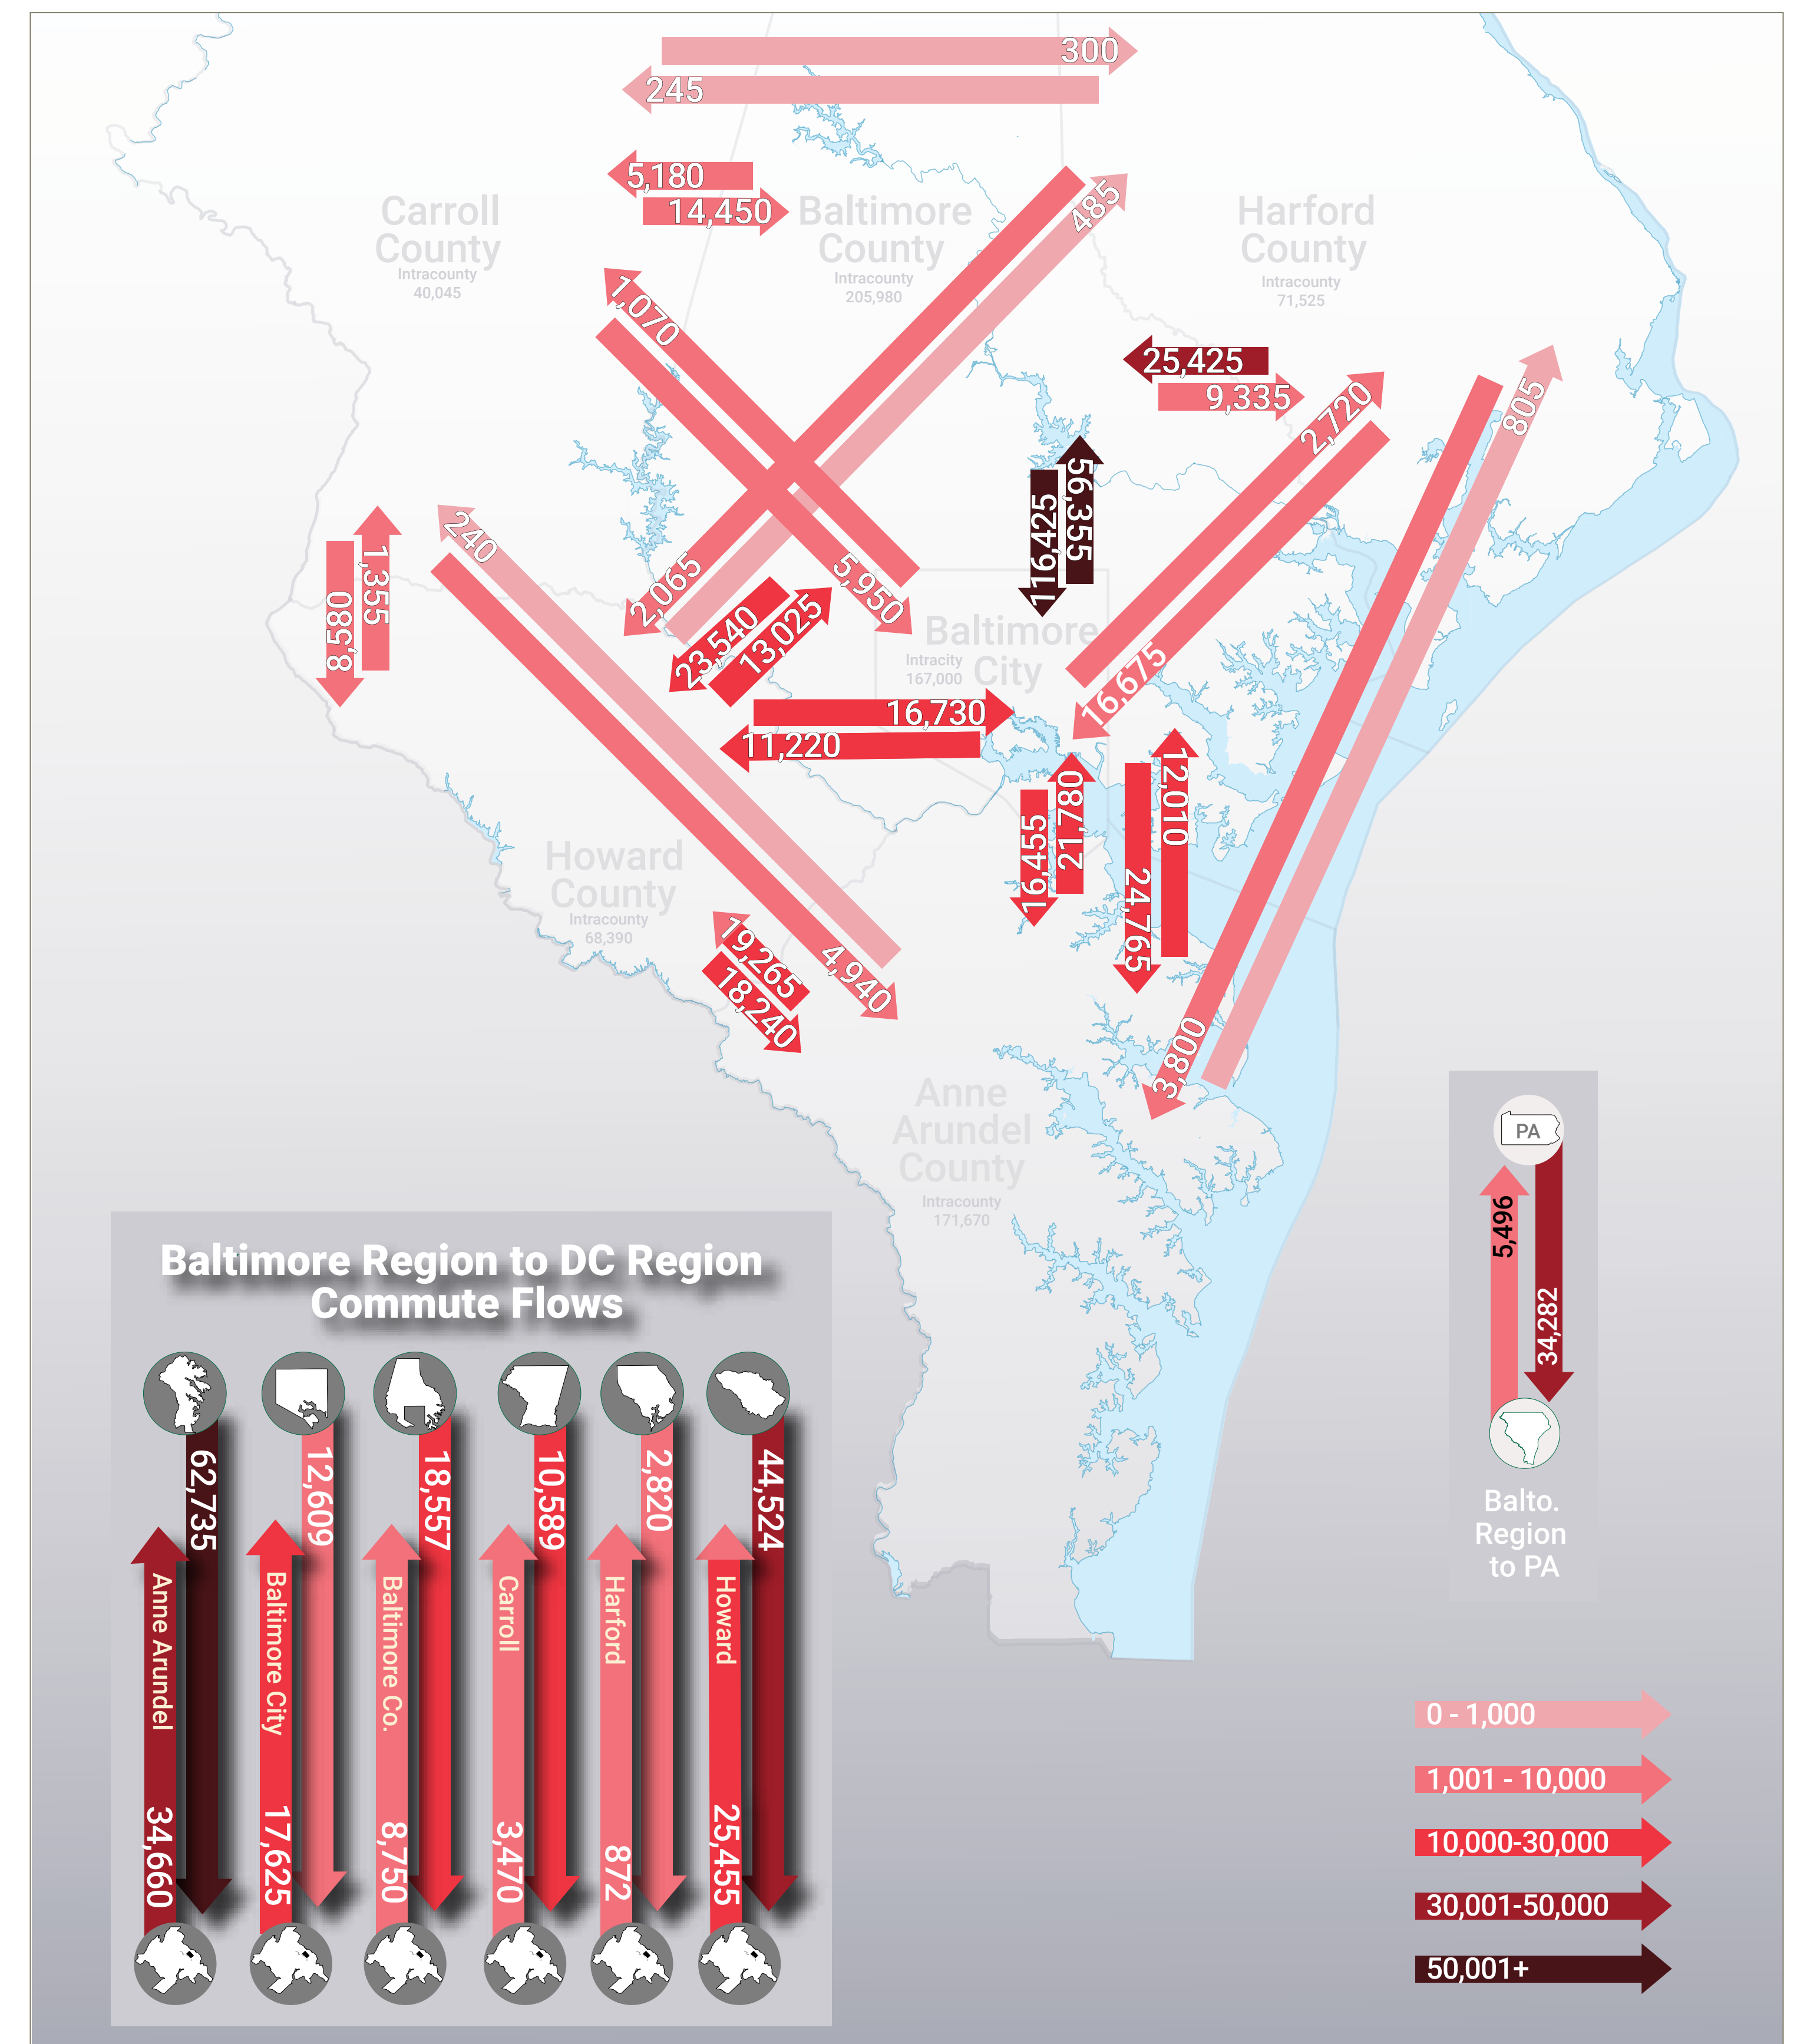 300
245
5,180
14,450
485
Carroll
County
Intracounty
40,045
Baltimore
County
Intracounty
205,980
Harford
County
Intracounty
71,525
1,070
25,425
9,335
2,720
805
56,355
116,425
240
1,355
8,580
2,065
5,950
23,540
13,025
Baltimore
City
Intracity
167,000
16,675
16,730
11,220
12,010
21,780
16,455
24,765
Howard
County
Intracounty
68,390
19,265
18,240
4,940
3,800
Anne
Arundel
County
Intracounty
171,670
PA
5,496
34,282
Balto.
Region
to PA
Baltimore Region to DC Region
Commute Flows
62,735
12,609
18,557
10,589
2,820
44,524
Anne Arundel
Baltimore City
Baltimore Co.
Carroll
Harford
Howard
34,660
17,625
8,750
3,470
872
25,455
0 - 1,000
1,001 - 10,000
10,000-30,000
30,001-50,000
50,001+